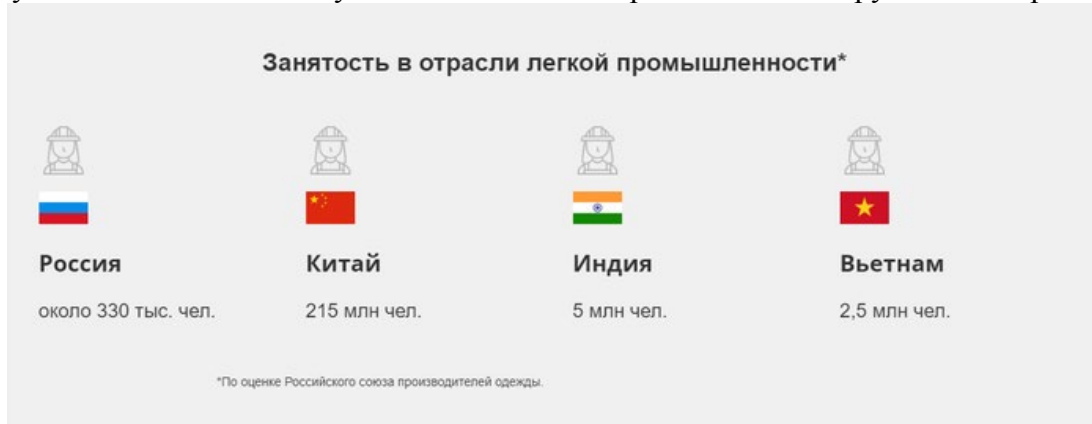 Занятость в отрасли легкой промышленности*
Россия
Китай
Индия
Вьетнам
около 330 тыс. чел.
215 млн чел.
5 млн чел.
2,5 млн чел.
*По оценке Российского союза производителей одежды.